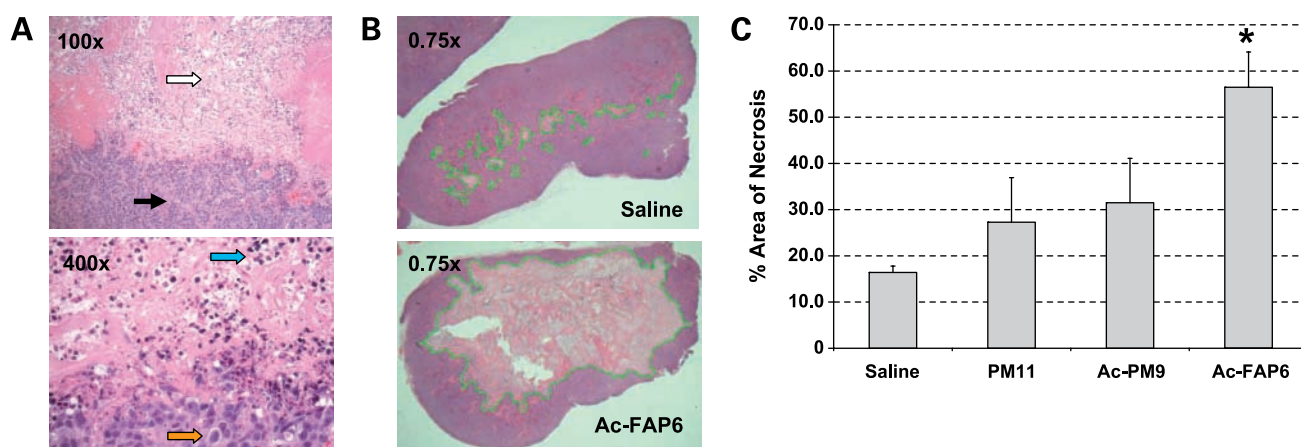 A
100x
400x
B
0.75x
Saline
0.75x
Ac-FAP6
C
% Area of Necrosis
70.0
60.0
50.0
40.0
30.0
20.0
10.0
0
*
Saline PM11 Ac-PM9 Ac-FAP6